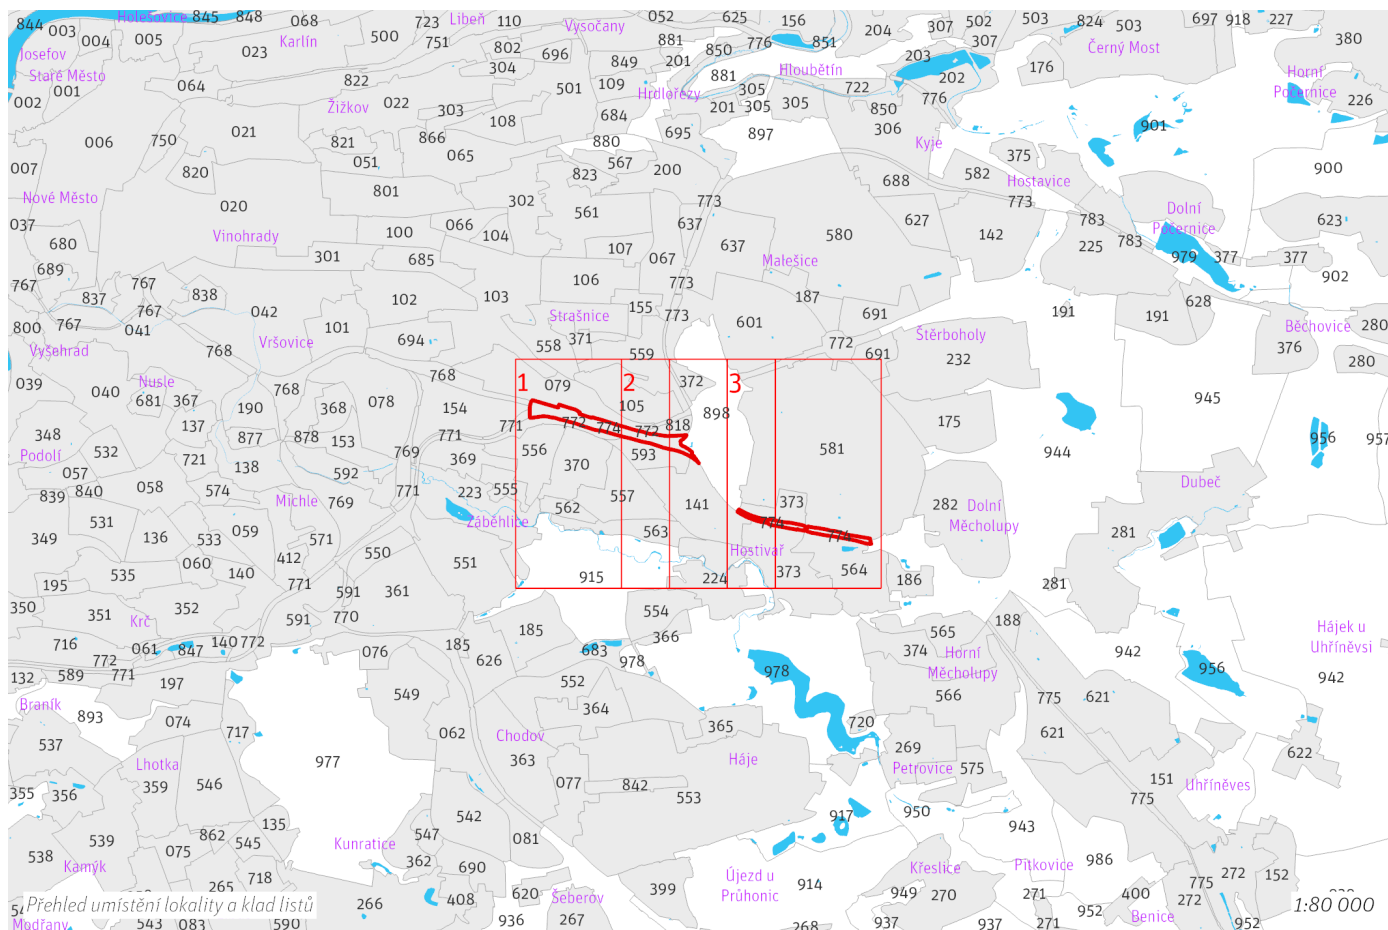 844 003 004 005 Holešovice 845 848 068 723 Libeň 110 052 625 156 204 307 502 503 824 503 697 918 227
Josefov 023 Karlín 500 751 802 696 Vysočany 881 850 776 851 203 307 Černý Most 380
Staré Město 001 064 822 304 849 201 Hloubětín 202 176 Horní
002 Žižkov 022 303 501 109 Hrdlořezy 881 305 722 776 Počernice 226
006 750 021 821 866 108 684 201 305 305 850 306 901
007 820 051 065 880 695 897 Kyje 375
801 823 567 200 688 582 Hostavice 900
Nové Město 020 302 561 773 773 Dolní
037 Vinohrady 100 066 104 637 580 627 142 783 Počernice 623
680 301 685 107 067 637 Malešice 225 783 979 377 377
689 767 106 773 902
767 837 767 838 042 102 103 155 187 628
800 767 041 101 Strašnice 773 601 691 191 191 Běchovice 280
Vyšehrad 768 Vršovice 694 558 371 559 772 691 Štěrboholy 232 376 280
039 040 Nusle 768 768 1 079 2 372 3 945
681 367 190 368 078 154 105 898 175
348 137 877 878 153 771 771 772 774 772 818 944 956 957
Podolí 532 721 138 769 369 556 370 593 581 Dubeč
057 592
839 840 058 574 Michle 769 771 223 555 562 557 141 373 282 Dolní
531 Záběhlice 774 Měcholupy
349 136 533 059 571 563 774 281
060 412 550 551 Hostivař
195 535 140 771 591 361 915 224 373 564 186 281
350 351 352 591 770 554 188
Krč 185 366 565 Hájek u
716 061 847 140 772 076 185 683 978 374 Horní 942 Uhříněvsi
772 626 978 Měcholupy 956
132 589 771 197 549 552 566 775 621 942
Braník 893 074 717 364 720
537 062 Chodov 365 621
Lhotka 977 363 Háje 269 622
359 546 077 842 Petrovice 575 151 Uhříněves
355 356 553 775
135 542 917 950 943
539 862 545 547 081
538 075 Kunratice 362 690 986
Kamýk 718 Újezd u Křeslice Pitkovice 272 152
265 399 Průhonic 914 775
266 408 620 Šeberov 949 270 271 400 272
Přehled umístění lokality a klad listů 952 1:80 000
Modřany 543 083 590 936 267 268 937 937 271 Benice 952